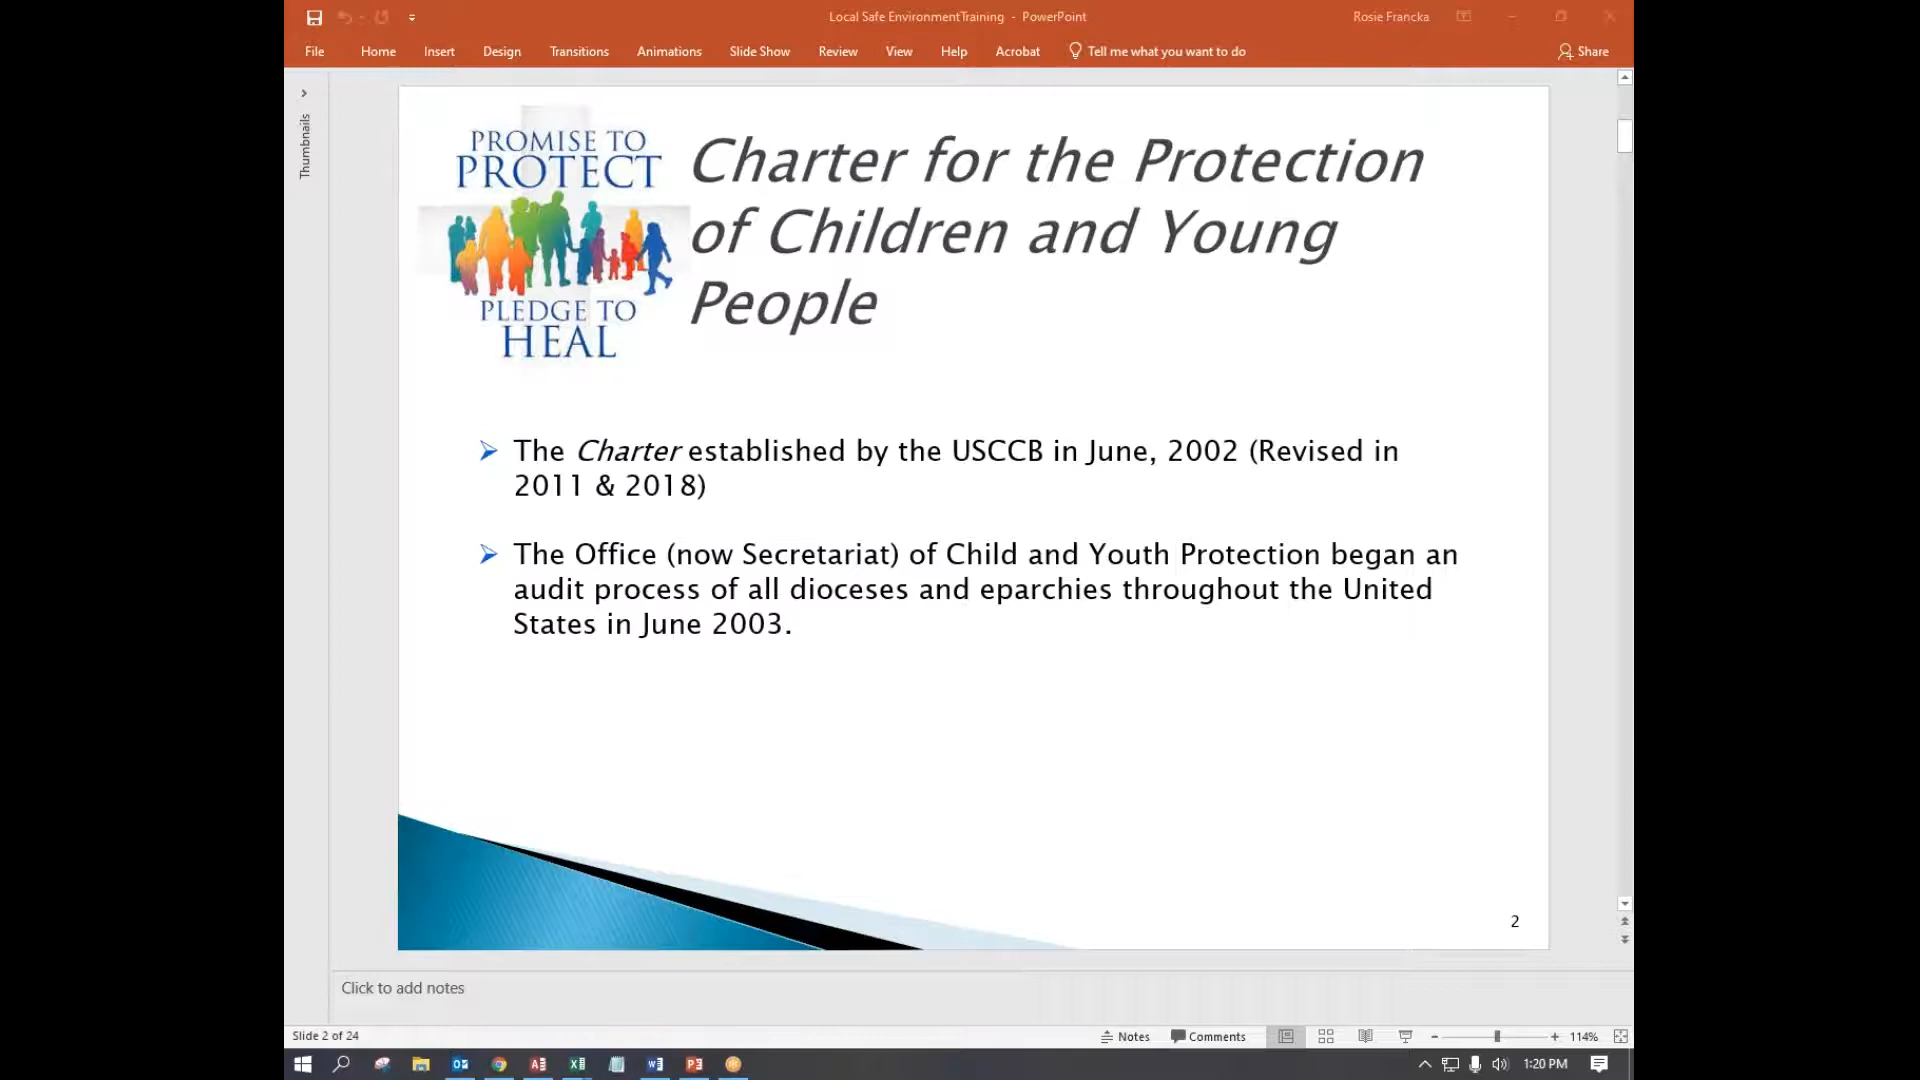 Local Safe EnvironmentTraining - PowerPoint
Rosie Francka
File Home Insert Design Transitions Animations Slide Show Review View Help Acrobat Tell me what you want to do Share
Thumbnails
PROMISE TO
PROTECT
PLEDGE TO
HEAL
Charter for the Protection
of Children and Young
People
The Charter established by the USCCB in June, 2002 (Revised in
2011 & 2018)
The Office (now Secretariat) of Child and Youth Protection began an
audit process of all dioceses and eparchies throughout the United
States in June 2003.
2
Click to add notes
Slide 2 of 24
Notes Comments 114%
1:20 PM